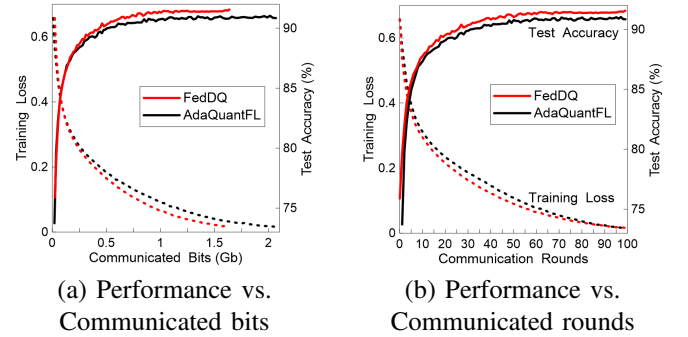 0.6
0.4
0.2
0
Training Loss
90
85
80
75
Test Accuracy (%)
FedDQ
AdaQuantFL
0 0.5 1 1.5 2
Communicated Bits (Gb)
(a) Performance vs.
Communicated bits
0.6
0.4
0.2
0
Training Loss
90
85
80
75
Test Accuracy (%)
Test Accuracy
FedDQ
AdaQuantFL
Training Loss
0 10 20 30 40 50 60 70 80 90 100
Communication Rounds
(b) Performance vs.
Communicated rounds